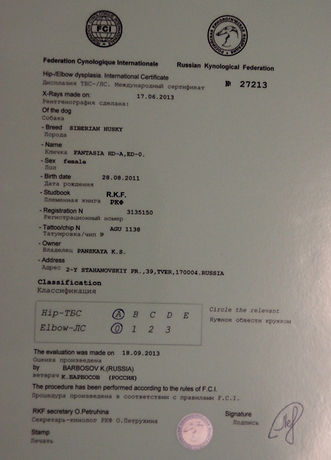 FCI
Federation Cynologique Internationale Russian Kynological Federation
Hip-/Elbow dysplasia. International Certificate
Дисплазия ТБС-/ЛС. Международный сертификат № 27213
X-Rays made on: 17.06.2013
Рентгенография сделана:
Of the dog
Собака
- Breed SIBERIAN HUSKY
Порода
- Name
Кличка FANTASIA HD-A,ED-0.
- Sex female
Пол
- Birth date 28.08.2011
Дата рождения
- Studbook R.K.F.
Племенная книга РКФ
- Registration N 3135150
Регистрационный номер
- Tattoo/chip N AGU 1138
Татуировка/чип №
- Owner
Владелец PANSKAYA K.S.
- Address
Адрес 2-Y STAHANOVSKIY PR.,39,TVER,170004.RUSSIA
Classification
Классификация
Hip-ТБС A B C D E Circle the relevant
Elbow-ЛС 0 1 2 3 Нужное обвести кружком
The evaluation was made on 18.09.2013
Оценка произведена
by BARBOSOV K.(RUSSIA)
ветврач К.БАРБОСОВ (РОССИЯ)
The procedure has been performed according to the rules of F.C.I.
Процедура произведена в соответствии с правилами F.C.I.
RKF secretary O.Petruhina Signature
Секретарь-кинолог РКФ О.Петрухина Подпись
Stamp
Печать